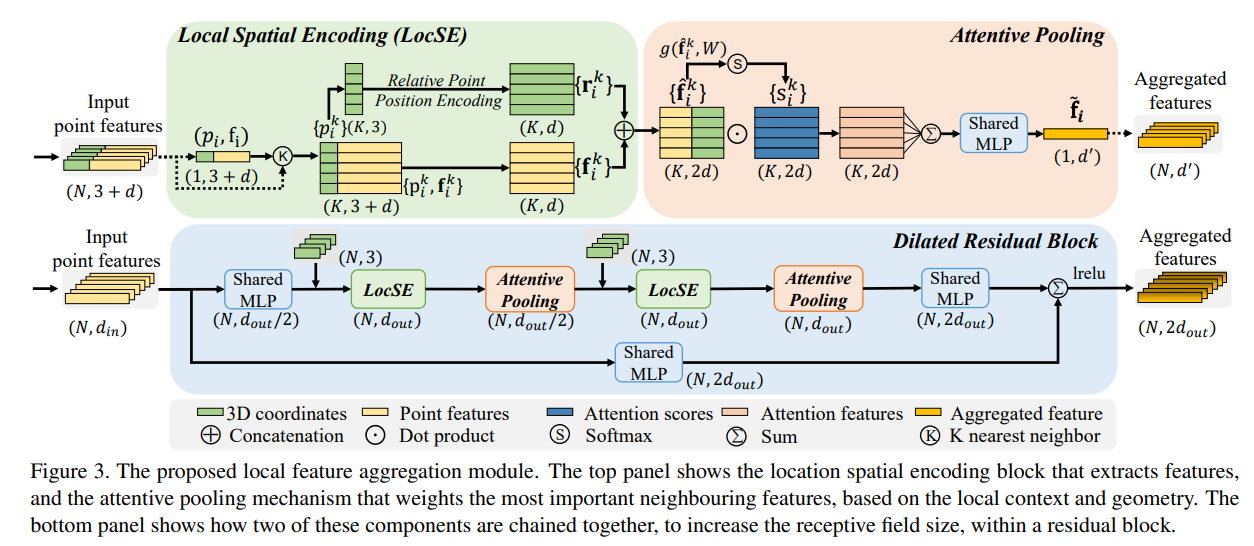 Local Spatial Encoding (LocSE)
Attentive Pooling
Input
point features
(N, 3 + d)
(p_i, f_i)
(1, 3 + d)
K
{p_i^k} (K, 3)
Relative Point
Position Encoding
(K, d)
{r_i^k}
(K, 3 + d)
{p_i^k, f_i^k}
(K, d)
{f_i^k}
g(f̂_i^k, W)
S
{f̂_i^k}
{s_i^k}
(K, 2d)
(K, 2d)
(K, 2d)
Σ
Shared
MLP
f̃_i
(1, d')
Aggregated
features
(N, d')
Dilated Residual Block
Input
point features
(N, d_in)
Shared
MLP
(N, d_out/2)
(N, 3)
LocSE
(N, d_out)
Attentive
Pooling
(N, d_out/2)
(N, 3)
LocSE
(N, d_out)
Attentive
Pooling
(N, d_out)
Shared
MLP
(N, 2d_out)
Σ
lrelu
Shared
MLP
(N, 2d_out)
Aggregated
features
(N, 2d_out)
3D coordinates
Point features
Attention scores
Attention features
Aggregated feature
Concatenation
Dot product
S Softmax
Σ Sum
K K nearest neighbor
Figure 3. The proposed local feature aggregation module. The top panel shows the location spatial encoding block that extracts features,
and the attentive pooling mechanism that weights the most important neighbouring features, based on the local context and geometry. The
bottom panel shows how two of these components are chained together, to increase the receptive field size, within a residual block.